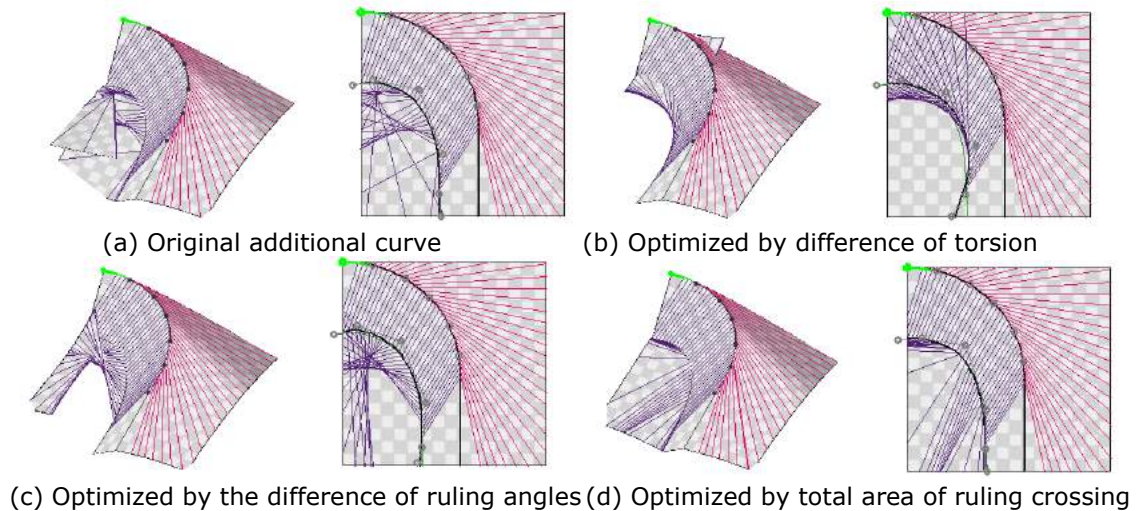 (a) Original additional curve
(b) Optimized by difference of torsion
(c) Optimized by the difference of ruling angles
(d) Optimized by total area of ruling crossing